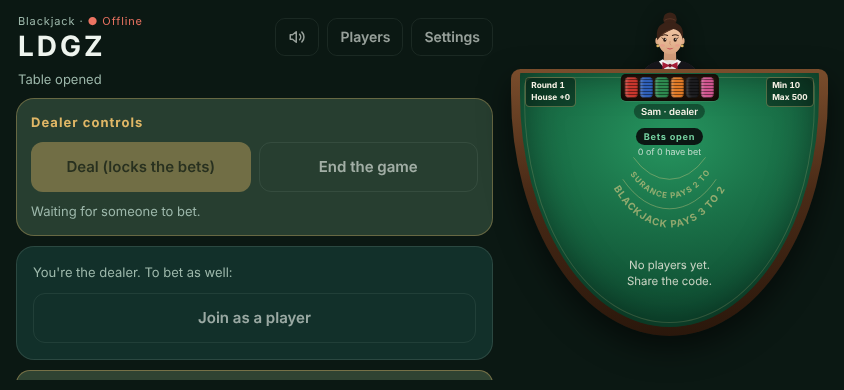 Blackjack · Offline
LDGZ
Players
Settings
Table opened
Dealer controls
Deal (locks the bets)
End the game
Waiting for someone to bet.
You're the dealer. To bet as well:
Join as a player
Round 1
House +0
Min 10
Max 500
Sam · dealer
Bets open
0 of 0 have bet
SURANCE PAYS 2 TO
BLACKJACK PAYS 3 TO 2
No players yet.
Share the code.